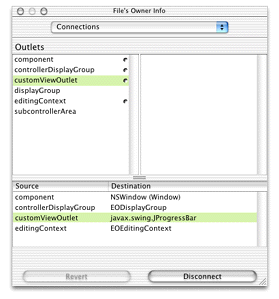 File's Owner Info
Connections
Outlets
component
controllerDisplayGroup
customViewOutlet
displayGroup
editingContext
subcontrollerArea
Source Destination
component NSWindow (Window)
controllerDisplayGroup EODisplayGroup
customViewOutlet javax.swing.JProgressBar
editingContext EOEditingContext
Revert Disconnect